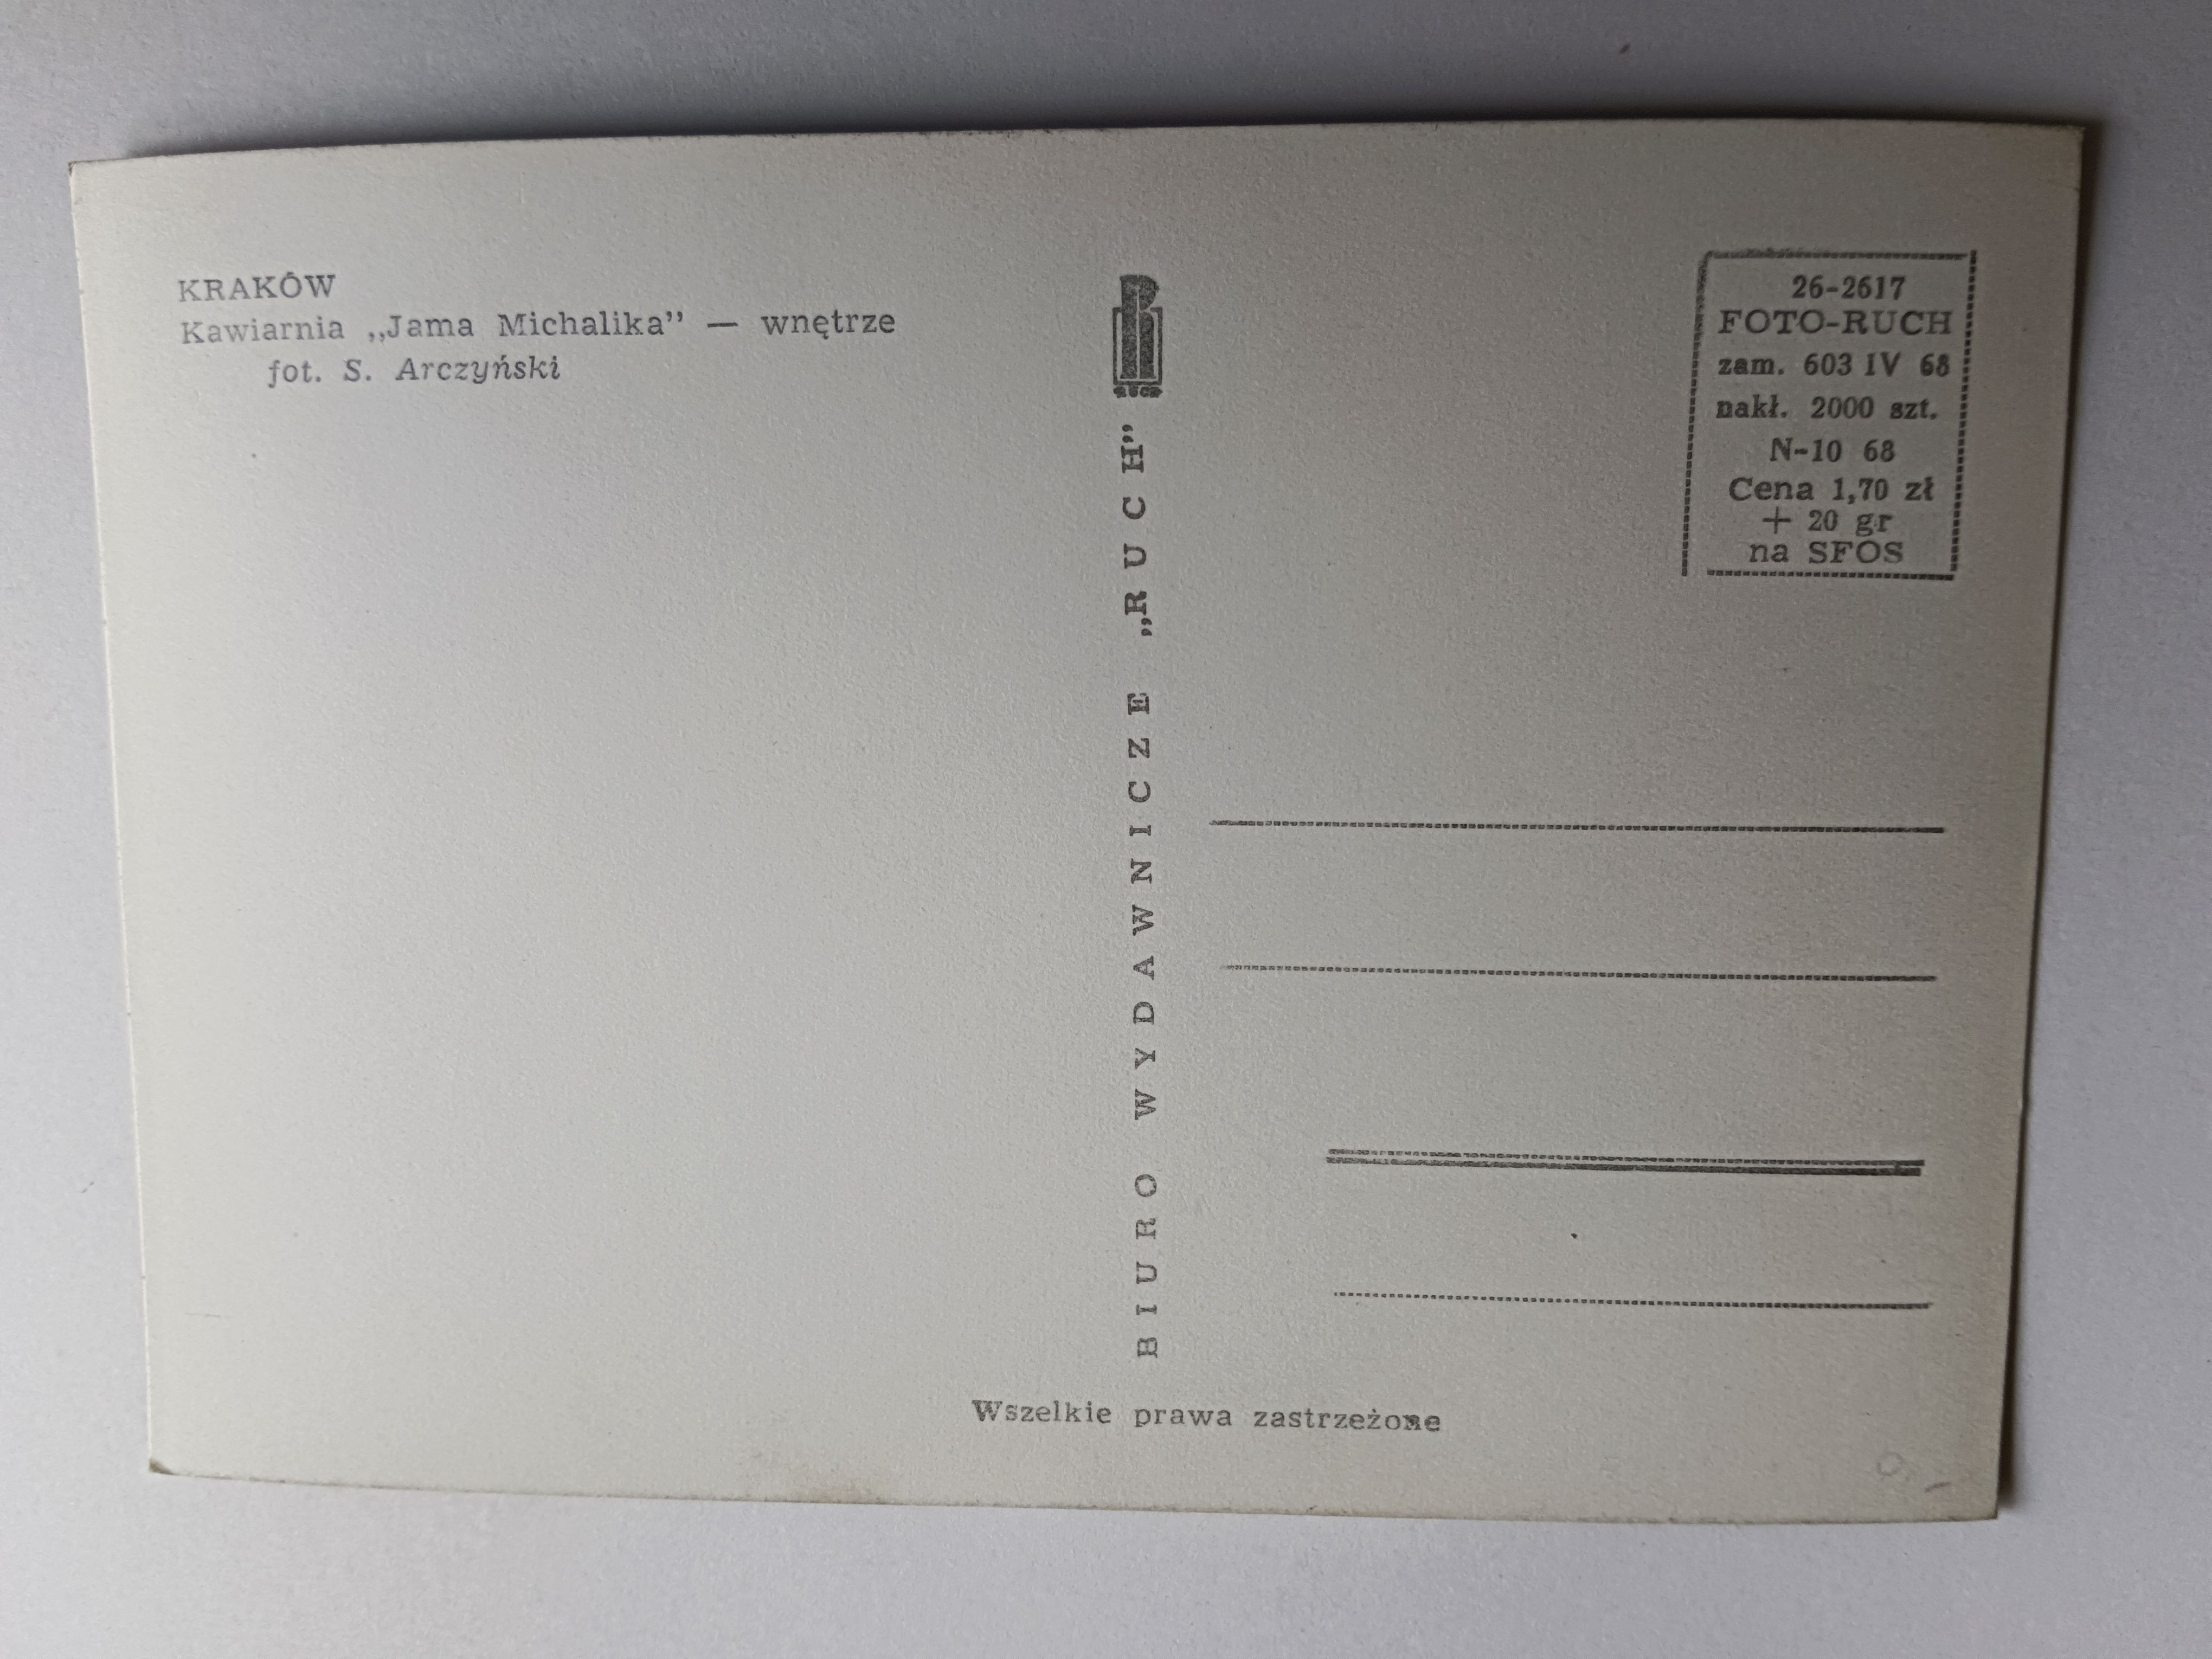 KRAKÓW
Kawiarnia „Jama Michalika” — wnętrze
fot. S. Arczyński
RUCH
BIURO WYDAWNICZE „RUCH”
26-2617
FOTO-RUCH
zam. 603 IV 68
nakł. 2000 szt.
N-10 68
Cena 1,70 zł
+ 20 gr
na SFOS
Wszelkie prawa zastrzeżone